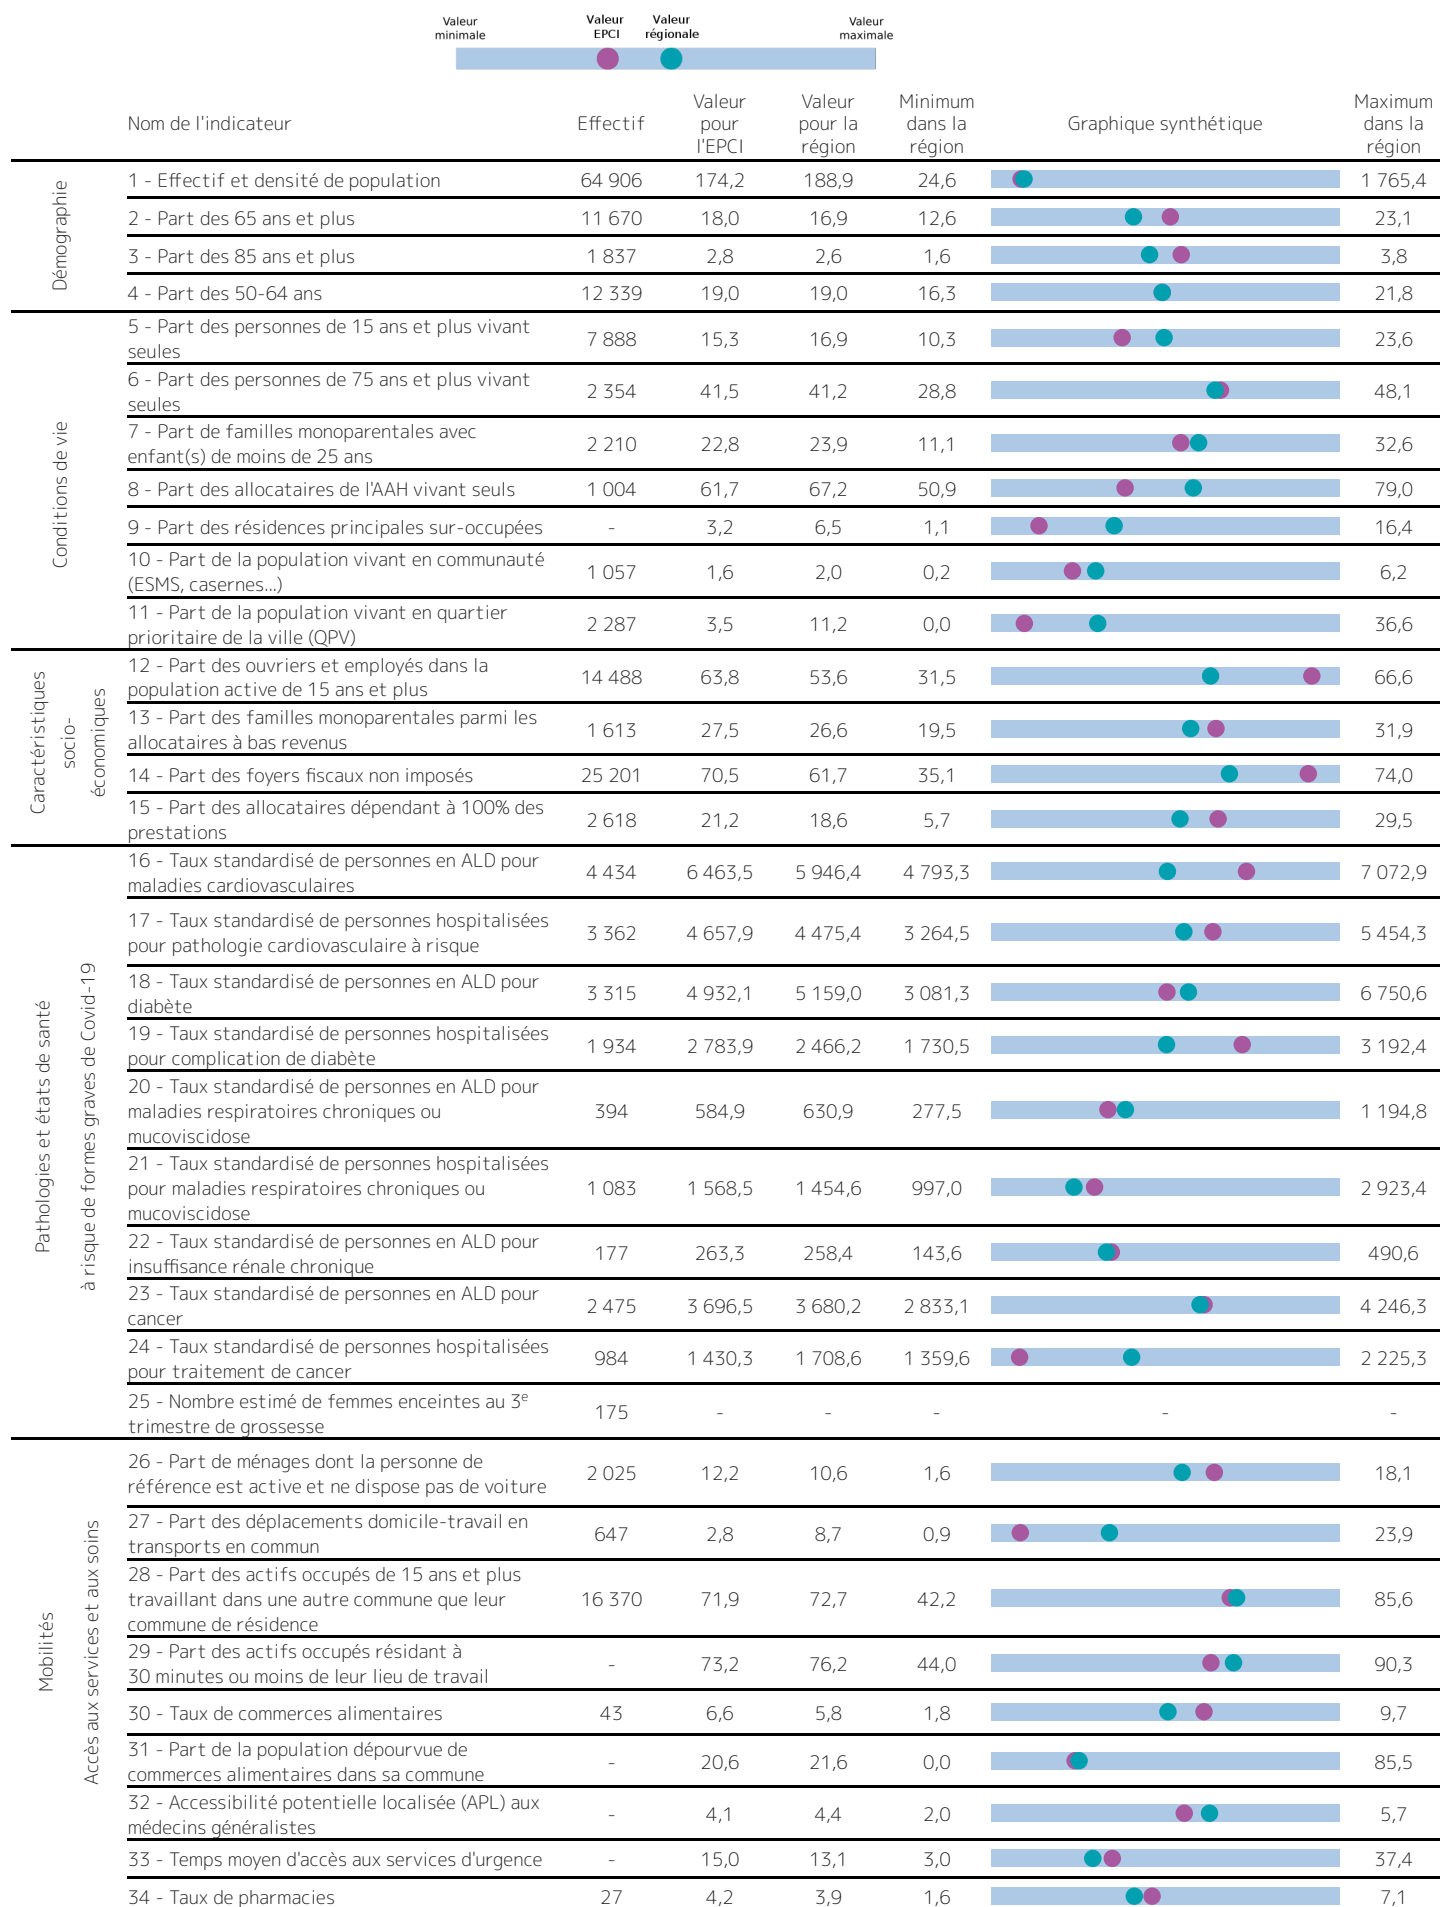 Valeur minimale
Valeur EPCI
Valeur régionale
Valeur maximale
Nom de l'indicateur
Effectif
Valeur pour l'EPCI
Valeur pour la région
Minimum dans la région
Graphique synthétique
Maximum dans la région
Démographie
1 - Effectif et densité de population 64 906 174,2 188,9 24,6 1 765,4
2 - Part des 65 ans et plus 11 670 18,0 16,9 12,6 23,1
3 - Part des 85 ans et plus 1 837 2,8 2,6 1,6 3,8
4 - Part des 50-64 ans 12 339 19,0 19,0 16,3 21,8
Conditions de vie
5 - Part des personnes de 15 ans et plus vivant
seules 7 888 15,3 16,9 10,3 23,6
6 - Part des personnes de 75 ans et plus vivant
seules 2 354 41,5 41,2 28,8 48,1
7 - Part de familles monoparentales avec
enfant(s) de moins de 25 ans 2 210 22,8 23,9 11,1 32,6
8 - Part des allocataires de l'AAH vivant seuls 1 004 61,7 67,2 50,9 79,0
9 - Part des résidences principales sur-occupées - 3,2 6,5 1,1 16,4
10 - Part de la population vivant en communauté
(ESMS, casernes...) 1 057 1,6 2,0 0,2 6,2
11 - Part de la population vivant en quartier
prioritaire de la ville (QPV) 2 287 3,5 11,2 0,0 36,6
Caractéristiques
socio-
économiques
12 - Part des ouvriers et employés dans la
population active de 15 ans et plus 14 488 63,8 53,6 31,5 66,6
13 - Part des familles monoparentales parmi les
allocataires à bas revenus 1 613 27,5 26,6 19,5 31,9
14 - Part des foyers fiscaux non imposés 25 201 70,5 61,7 35,1 74,0
15 - Part des allocataires dépendant à 100% des
prestations 2 618 21,2 18,6 5,7 29,5
Pathologies et états de santé
à risque de formes graves de Covid-19
16 - Taux standardisé de personnes en ALD pour
maladies cardiovasculaires 4 434 6 463,5 5 946,4 4 793,3 7 072,9
17 - Taux standardisé de personnes hospitalisées
pour pathologie cardiovasculaire à risque 3 362 4 657,9 4 475,4 3 264,5 5 454,3
18 - Taux standardisé de personnes en ALD pour
diabète 3 315 4 932,1 5 159,0 3 081,3 6 750,6
19 - Taux standardisé de personnes hospitalisées
pour complication de diabète 1 934 2 783,9 2 466,2 1 730,5 3 192,4
20 - Taux standardisé de personnes en ALD pour
maladies respiratoires chroniques ou
mucoviscidose 394 584,9 630,9 277,5 1 194,8
21 - Taux standardisé de personnes hospitalisées
pour maladies respiratoires chroniques ou
mucoviscidose 1 083 1 568,5 1 454,6 997,0 2 923,4
22 - Taux standardisé de personnes en ALD pour
insuffisance rénale chronique 177 263,3 258,4 143,6 490,6
23 - Taux standardisé de personnes en ALD pour
cancer 2 475 3 696,5 3 680,2 2 833,1 4 246,3
24 - Taux standardisé de personnes hospitalisées
pour traitement de cancer 984 1 430,3 1 708,6 1 359,6 2 225,3
25 - Nombre estimé de femmes enceintes au 3e
trimestre de grossesse 175 - - - - -
Mobilités
Accès aux services et aux soins
26 - Part de ménages dont la personne de
référence est active et ne dispose pas de voiture 2 025 12,2 10,6 1,6 18,1
27 - Part des déplacements domicile-travail en
transports en commun 647 2,8 8,7 0,9 23,9
28 - Part des actifs occupés de 15 ans et plus
travaillant dans une autre commune que leur
commune de résidence 16 370 71,9 72,7 42,2 85,6
29 - Part des actifs occupés résidant à
30 minutes ou moins de leur lieu de travail - 73,2 76,2 44,0 90,3
30 - Taux de commerces alimentaires 43 6,6 5,8 1,8 9,7
31 - Part de la population dépourvue de
commerces alimentaires dans sa commune - 20,6 21,6 0,0 85,5
32 - Accessibilité potentielle localisée (APL) aux
médecins généralistes - 4,1 4,4 2,0 5,7
33 - Temps moyen d'accès aux services d'urgence - 15,0 13,1 3,0 37,4
34 - Taux de pharmacies 27 4,2 3,9 1,6 7,1